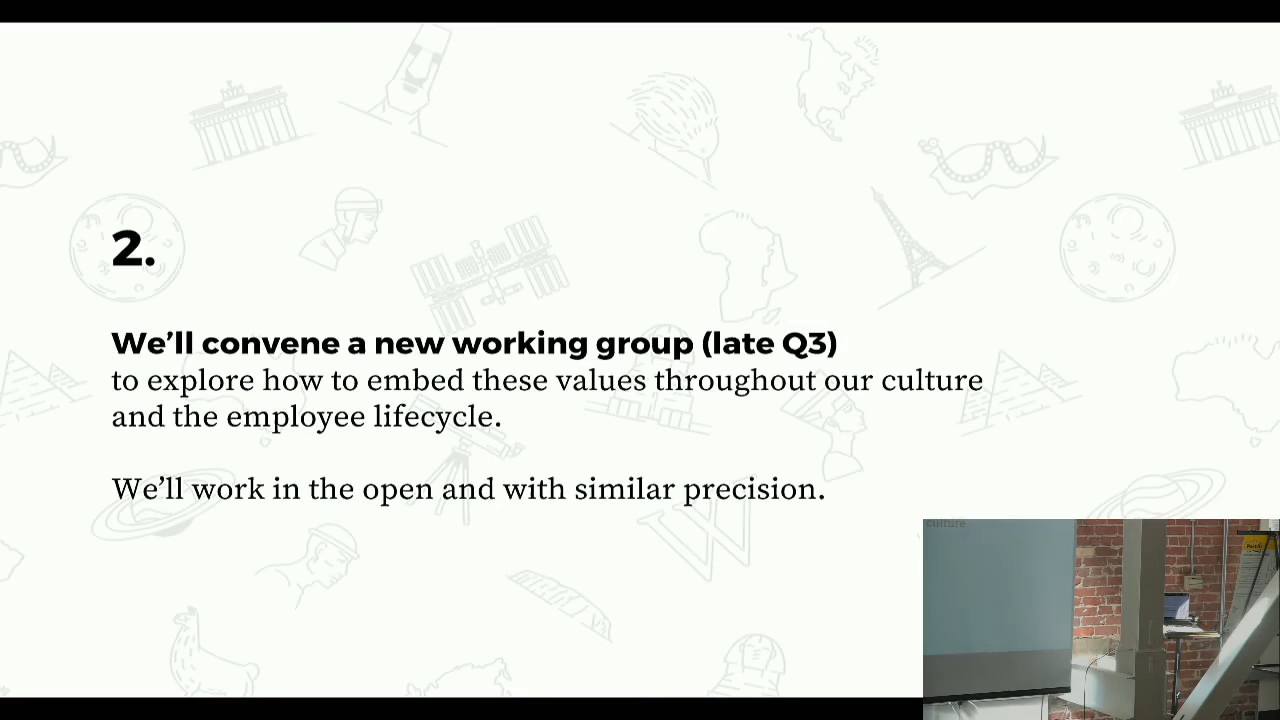 2.
We’ll convene a new working group (late Q3)
to explore how to embed these values throughout our culture
and the employee lifecycle.
We’ll work in the open and with similar precision.
culture